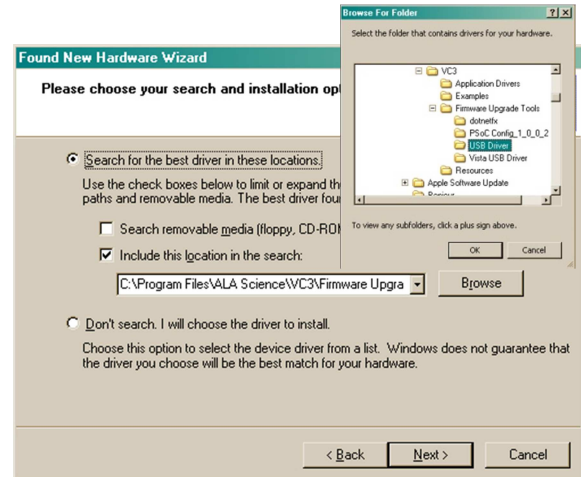 Browse For Folder
Select the folder that contains drivers for your hardware.
VC3
Application Drivers
Examples
Firmware Upgrade Tools
dotnetfx
PSoC Config_1_0_0_2
USB Driver
Vista USB Driver
Resources
Apple Software Update
Bonjour
To view any subfolders, click a plus sign above.
OK Cancel
Found New Hardware Wizard
Please choose your search and installation opt
Search for the best driver in these locations.
Use the check boxes below to limit or expand th
paths and removable media. The best driver fou
Search removable media (floppy, CD-RO
Include this location in the search:
C:\Program Files\ALA Science\VC3\Firmware Upgra Browse
Don't search. I will choose the driver to install.
Choose this option to select the device driver from a list. Windows does not guarantee that
the driver you choose will be the best match for your hardware.
< Back Next > Cancel